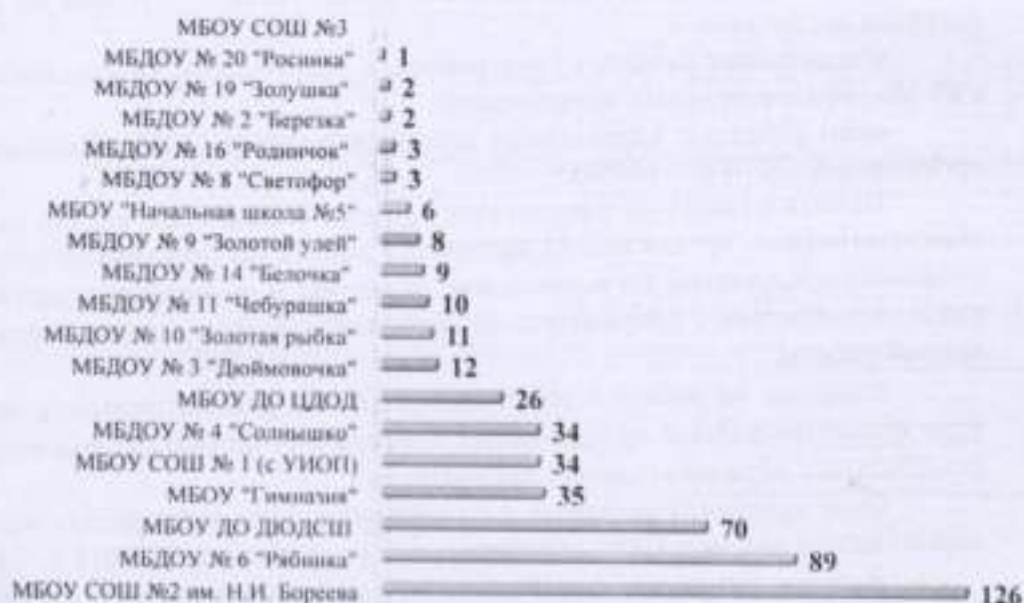 МБОУ СОШ №3
МБДОУ № 20 "Росинка" 1
МБДОУ № 19 "Золушка" 2
МБДОУ № 2 "Березка" 2
МБДОУ № 16 "Родничок" 3
МБДОУ № 8 "Светофор" 3
МБОУ "Начальная школа №5" 6
МБДОУ № 9 "Золотой улей" 8
МБДОУ № 14 "Белочка" 9
МБДОУ № 11 "Чебурашка" 10
МБДОУ № 10 "Золотая рыбка" 11
МБДОУ № 3 "Дюймовочка" 12
МБОУ ДО ЦДОД 26
МБДОУ № 4 "Солнышко" 34
МБОУ СОШ № 1 (с УИОП) 34
МБОУ "Гимназия" 35
МБОУ ДО ДЮДСШ 70
МБДОУ № 6 "Рябинка" 89
МБОУ СОШ №2 им. Н.И. Бореева 126